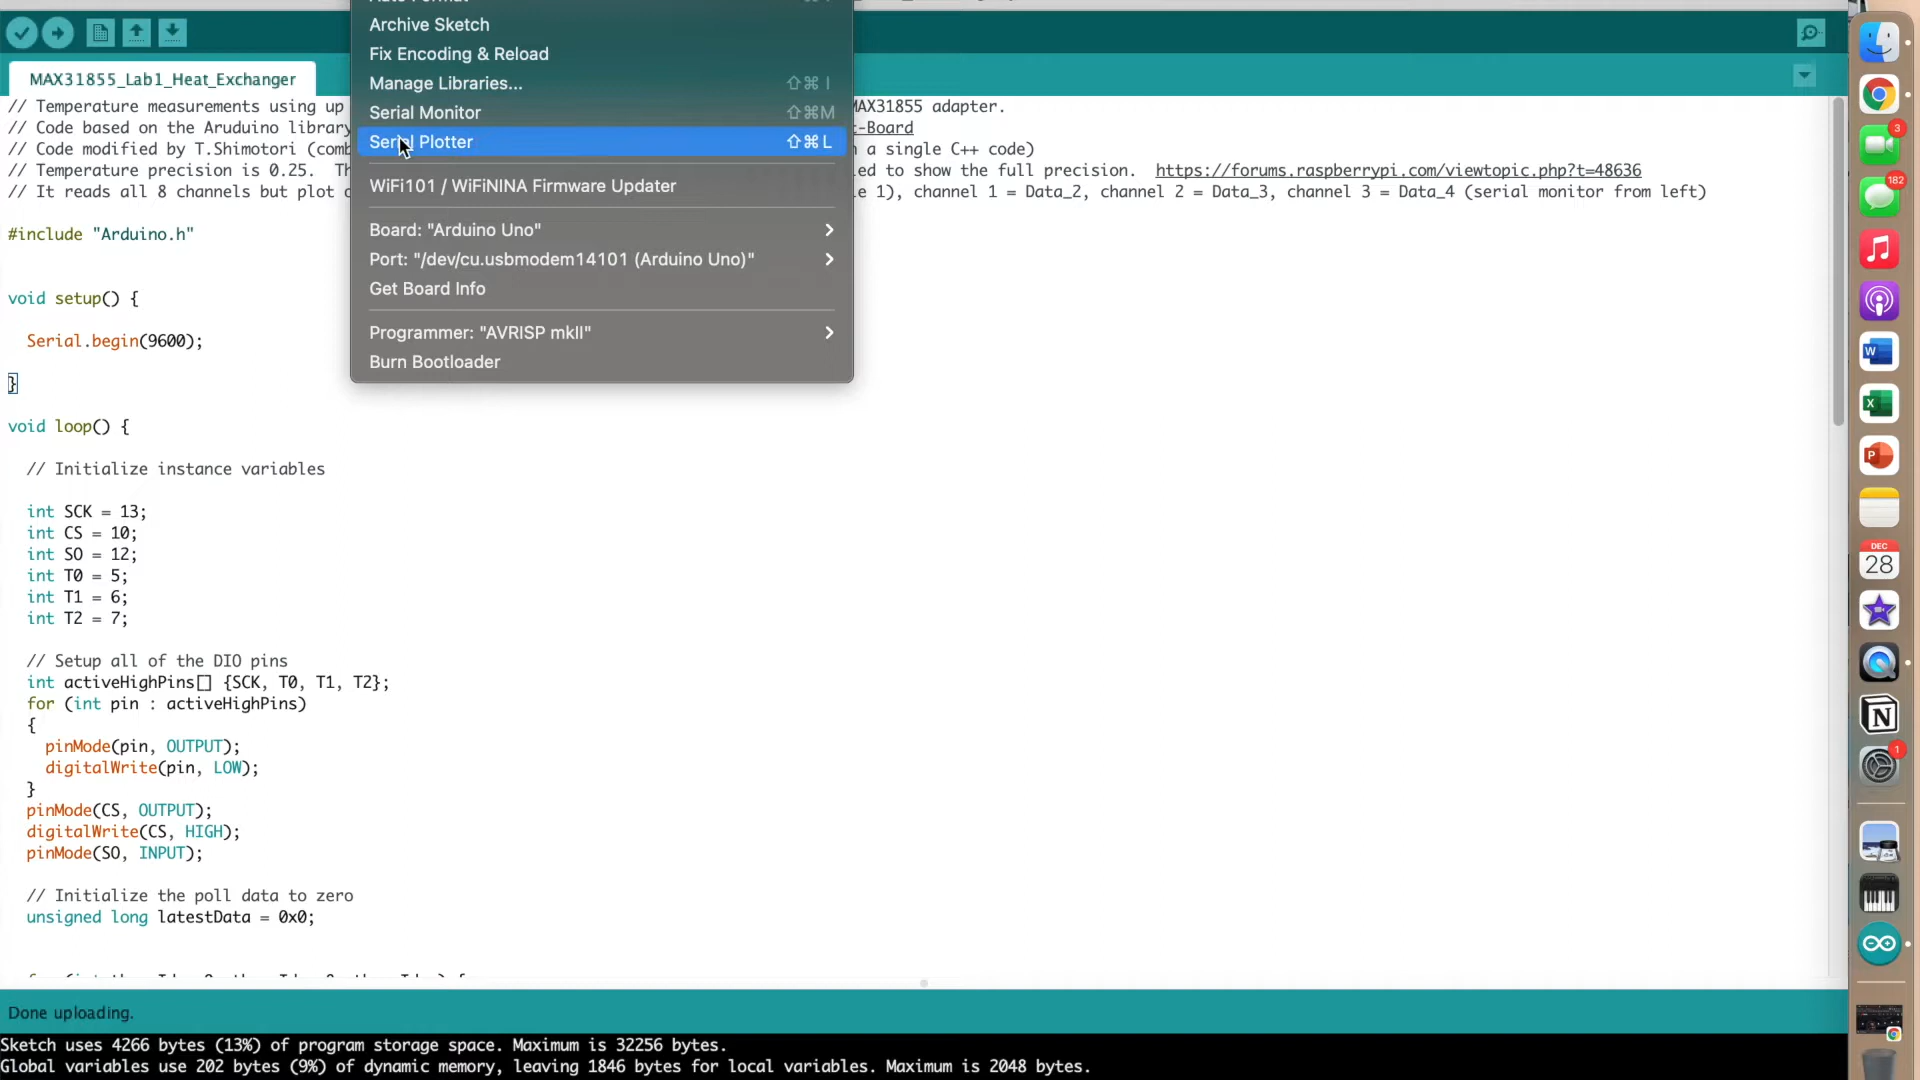 Archive Sketch
Fix Encoding & Reload
Manage Libraries... ⇧⌘ I
Serial Monitor ⇧⌘M
Serial Plotter ⇧⌘L
WiFi101 / WiFiNINA Firmware Updater
Board: "Arduino Uno"
Port: "/dev/cu.usbmodem14101 (Arduino Uno)"
Get Board Info
Programmer: "AVRISP mkII"
Burn Bootloader
MAX31855_Lab1_Heat_Exchanger
// Temperature measurements using up MAX31855 adapter.
// Code based on the Aruduino library t-Board
// Code modified by T.Shimotori (comb n a single C++ code)
// Temperature precision is 0.25. Th ed to show the full precision. https://forums.raspberrypi.com/viewtopic.php?t=48636
// It reads all 8 channels but plot le 1), channel 1 = Data_2, channel 2 = Data_3, channel 3 = Data_4 (serial monitor from left)
#include "Arduino.h"
void setup() {
Serial.begin(9600);
}
void loop() {
// Initialize instance variables
int SCK = 13;
int CS = 10;
int SO = 12;
int T0 = 5;
int T1 = 6;
int T2 = 7;
// Setup all of the DIO pins
int activeHighPins[] {SCK, T0, T1, T2};
for (int pin : activeHighPins)
{
pinMode(pin, OUTPUT);
digitalWrite(pin, LOW);
}
pinMode(CS, OUTPUT);
digitalWrite(CS, HIGH);
pinMode(SO, INPUT);
// Initialize the poll data to zero
unsigned long latestData = 0x0;
Done uploading.
Sketch uses 4266 bytes (13%) of program storage space. Maximum is 32256 bytes.
Global variables use 202 bytes (9%) of dynamic memory, leaving 1846 bytes for local variables. Maximum is 2048 bytes.
3
182
W
X
P
DEC
28
N
1